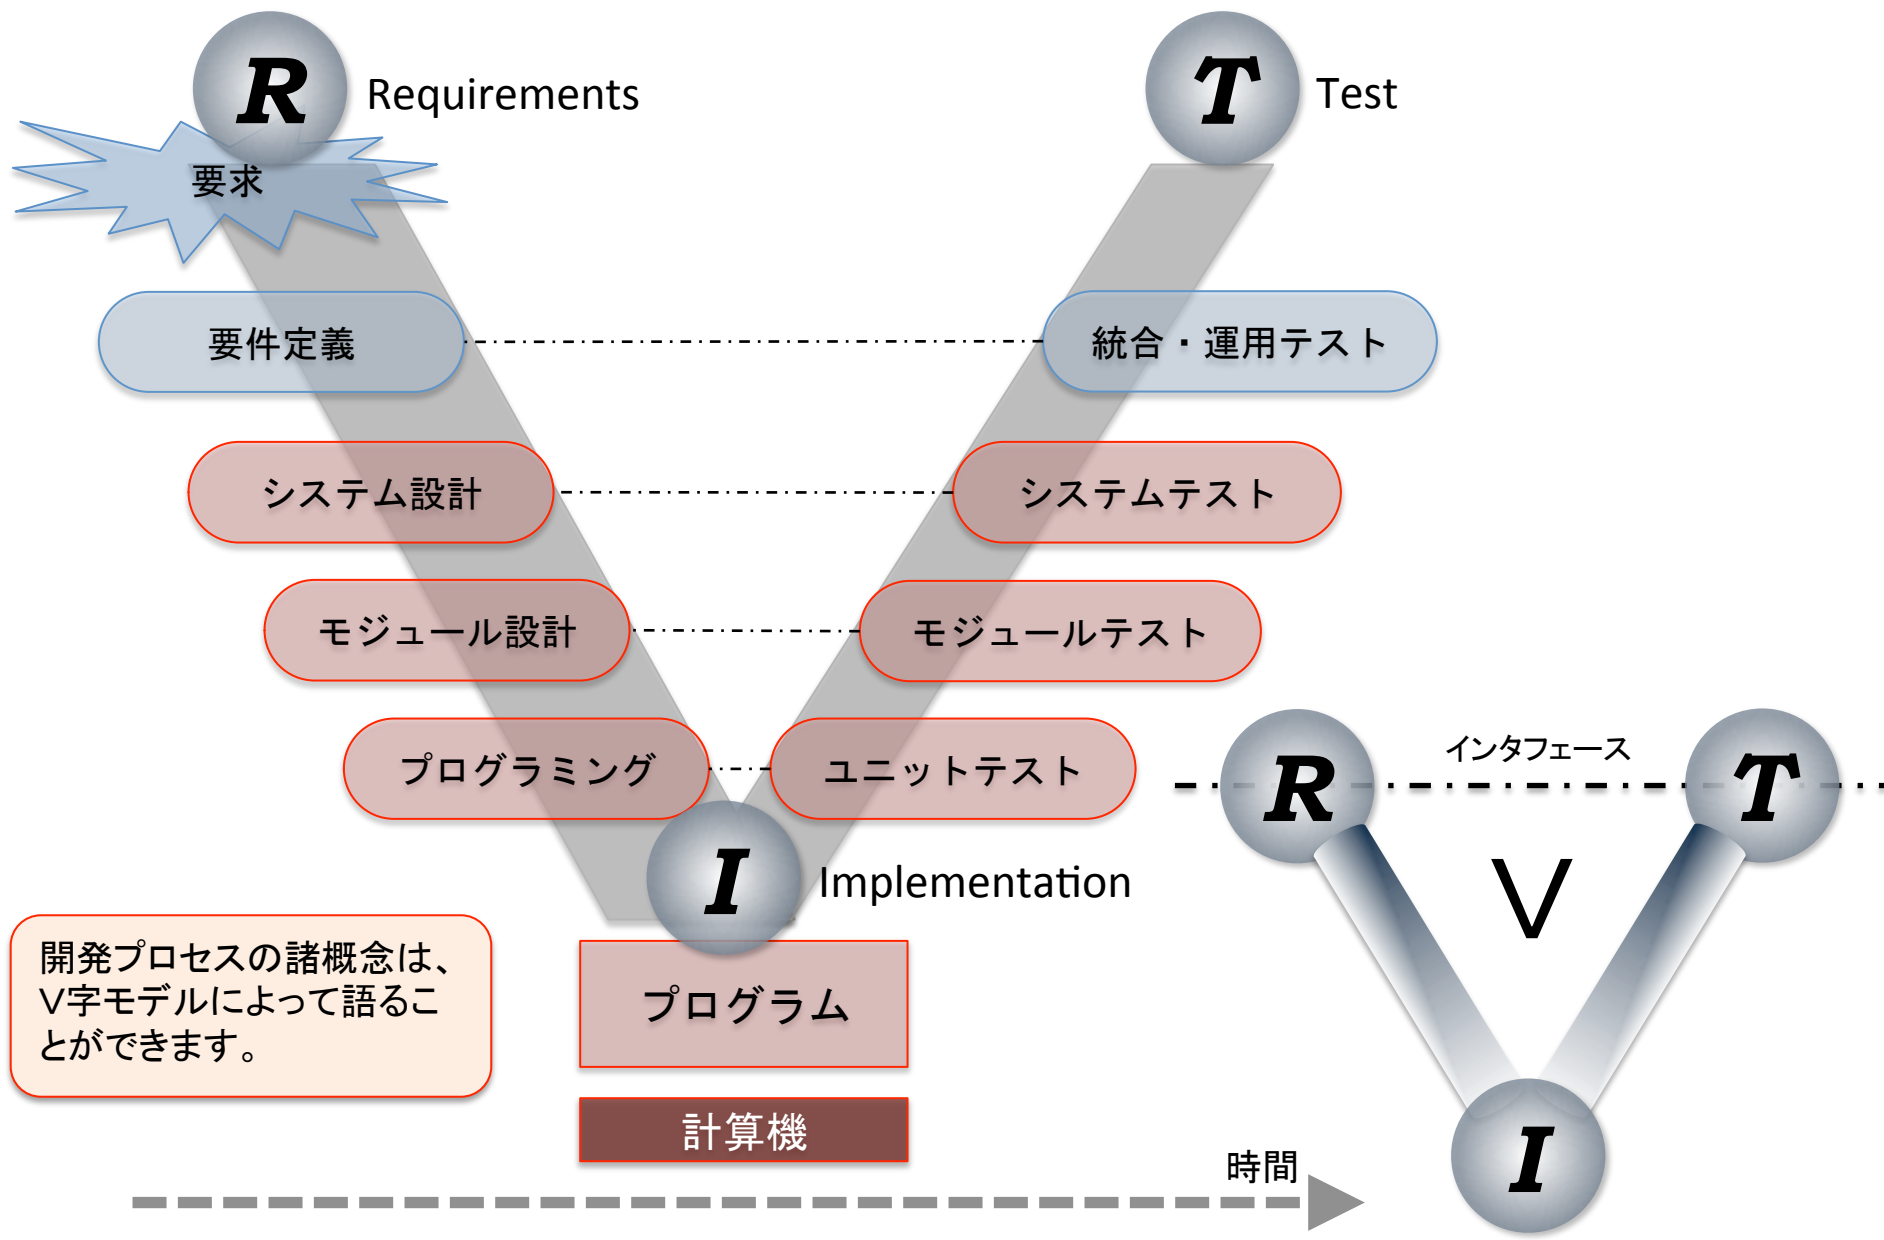 R
Requirements
T
Test
要求
要件定義
統合・運用テスト
システム設計
システムテスト
モジュール設計
モジュールテスト
プログラミング
ユニットテスト
I
Implementation
プログラム
計算機
開発プロセスの諸概念は、
V字モデルによって語るこ
とができます。
時間
インタフェース
R
T
V
I